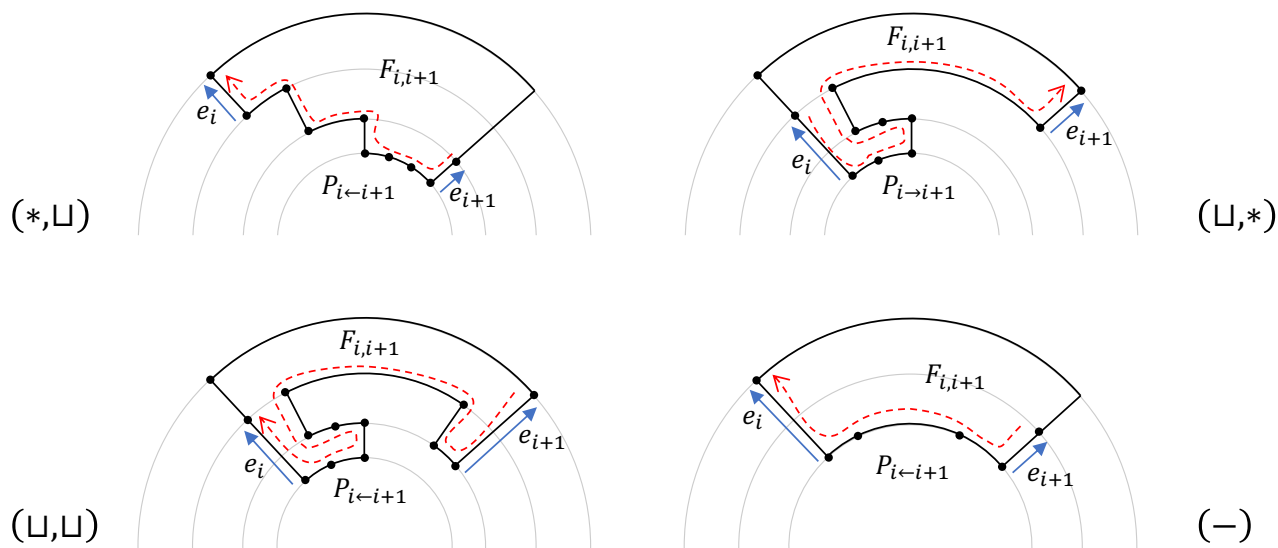 F_{i,i+1}
e_i
P_{i←i+1}
e_{i+1}
(∗,⊔)
F_{i,i+1}
e_i
P_{i→i+1}
e_{i+1}
(⊔,∗)
F_{i,i+1}
e_i
P_{i←i+1}
e_{i+1}
(⊔,⊔)
F_{i,i+1}
e_i
P_{i←i+1}
e_{i+1}
(−)